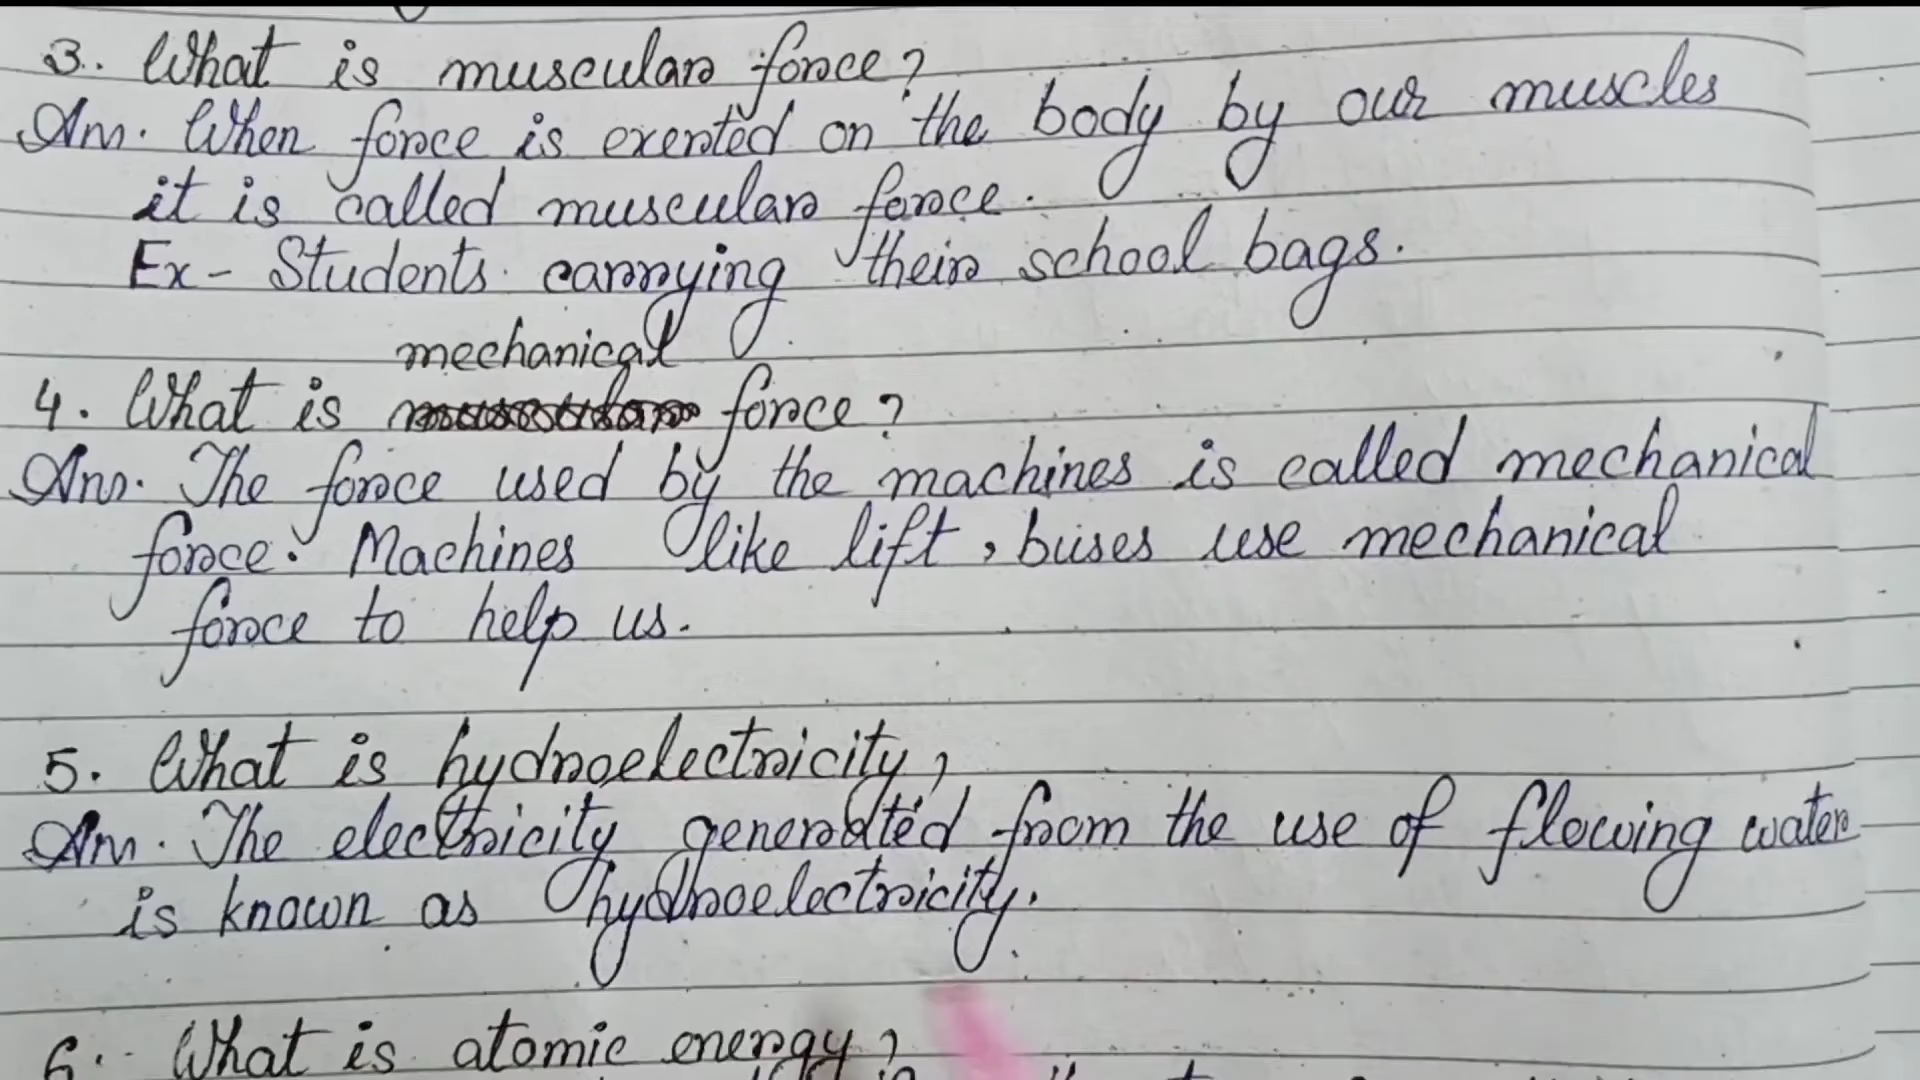 3. What is muscular force?
Ans. When force is exerted on the body by our muscles
it is called muscular force.
Ex- Students carrying their school bags.
mechanical
4. What is muscular force?
Ans. The force used by the machines is called mechanical
force. Machines like lift, buses use mechanical
force to help us.
5. What is hydroelectricity?
Ans. The electricity generated from the use of flowing water
is known as hydroelectricity.
6. What is atomic energy?